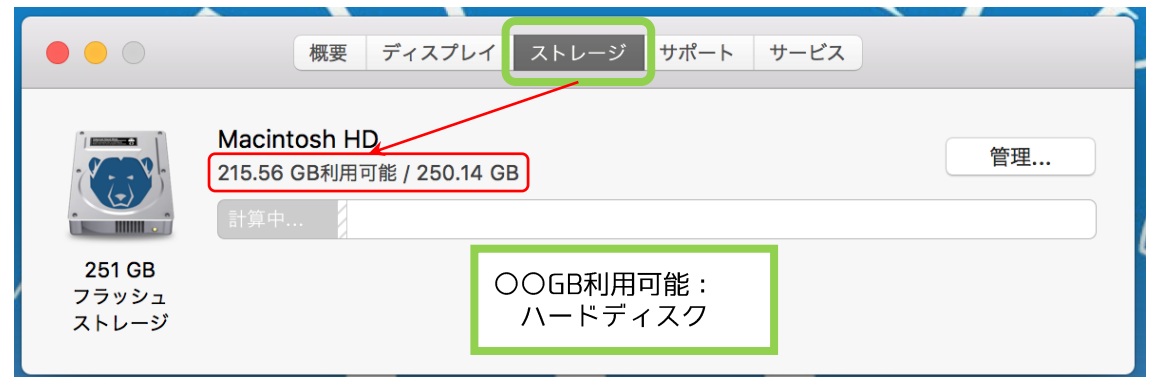 概要 ディスプレイ ストレージ サポート サービス
Macintosh HD
215.56 GB利用可能 / 250.14 GB
管理...
計算中...
251 GB
フラッシュ
ストレージ
〇〇GB利用可能：
ハードディスク